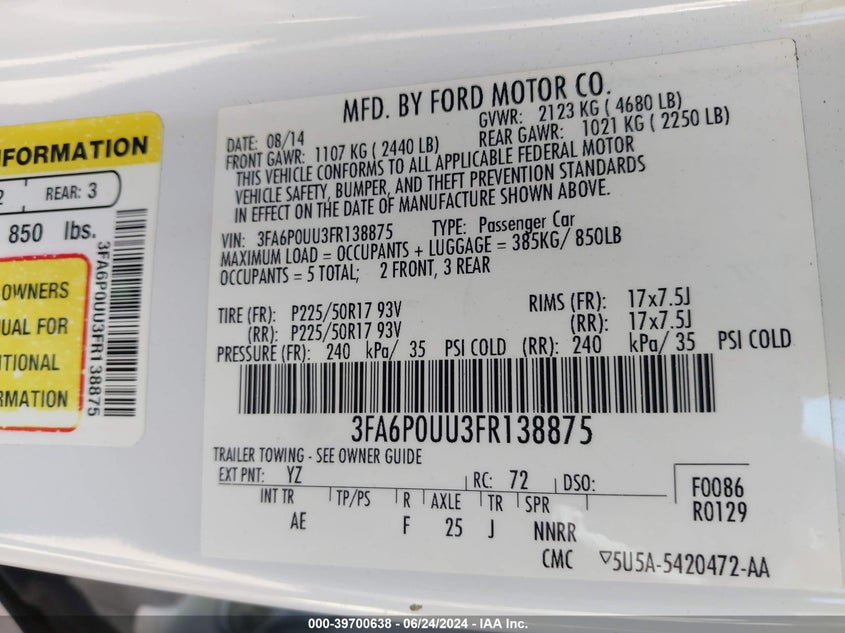 NFORMATION
2 REAR: 3
850 lbs.
OWNERS
UAL FOR
ITIONAL
RMATION
3FA6P0UU3FR138875
MFD. BY FORD MOTOR CO.
DATE: 08/14 GVWR: 2123 KG ( 4680 LB)
FRONT GAWR: 1107 KG ( 2440 LB) REAR GAWR: 1021 KG ( 2250 LB)
THIS VEHICLE CONFORMS TO ALL APPLICABLE FEDERAL MOTOR
VEHICLE SAFETY, BUMPER, AND THEFT PREVENTION STANDARDS
IN EFFECT ON THE DATE OF MANUFACTURE SHOWN ABOVE.
VIN: 3FA6P0UU3FR138875 TYPE: Passenger Car
MAXIMUM LOAD = OCCUPANTS + LUGGAGE = 385KG/ 850LB
OCCUPANTS = 5 TOTAL; 2 FRONT, 3 REAR
TIRE (FR): P225/50R17 93V RIMS (FR): 17x7.5J
(RR): P225/50R17 93V (RR): 17x7.5J
PRESSURE (FR): 240 kPa/ 35 PSI COLD (RR): 240 kPa/ 35 PSI COLD
3FA6P0UU3FR138875
TRAILER TOWING - SEE OWNER GUIDE
EXT PNT: YZ RC: 72 DSO: F0086
INT TR TP/PS R AXLE TR SPR R0129
AE F 25 J NNRR
CMC ▽5U5A-5420472-AA
000-39700638 - 06/24/2024 - IAA Inc.